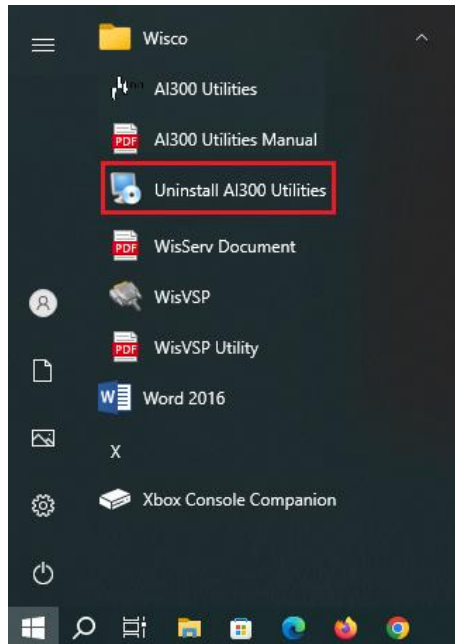 Wisco
AI300 Utilities
PDF
AI300 Utilities Manual
Uninstall AI300 Utilities
PDF
WisServ Document
WisVSP
PDF
WisVSP Utility
W
Word 2016
X
Xbox Console Companion